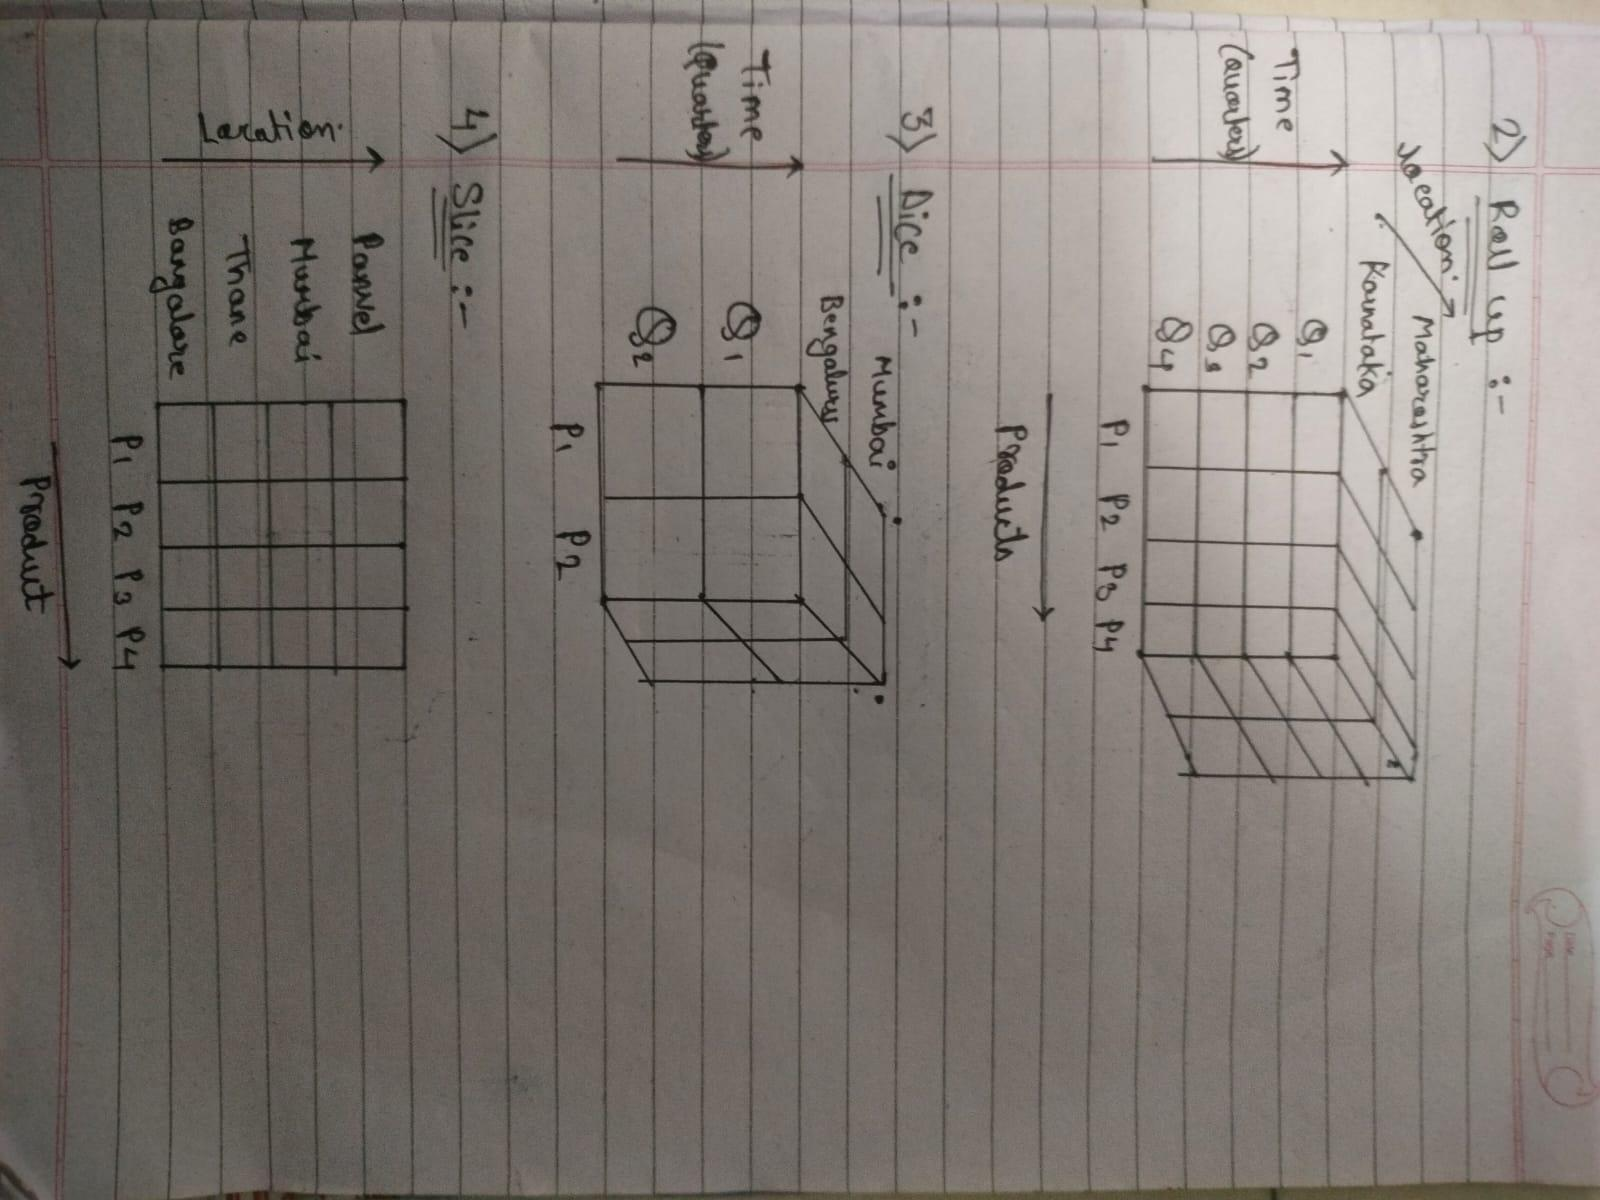 2) Roll up :-
Location
Maharashtra
Karnataka
Time
(Quarters)
Q1
Q2
Q3
Q4
P1 P2 P3 P4
Products
3) Dice :-
Mumbai
Bengaluru
Time
(Quarters)
Q1
Q2
P1 P2
4) Slice :-
Location
Panvel
Mumbai
Thane
Bangalore
P1 P2 P3 P4
Product